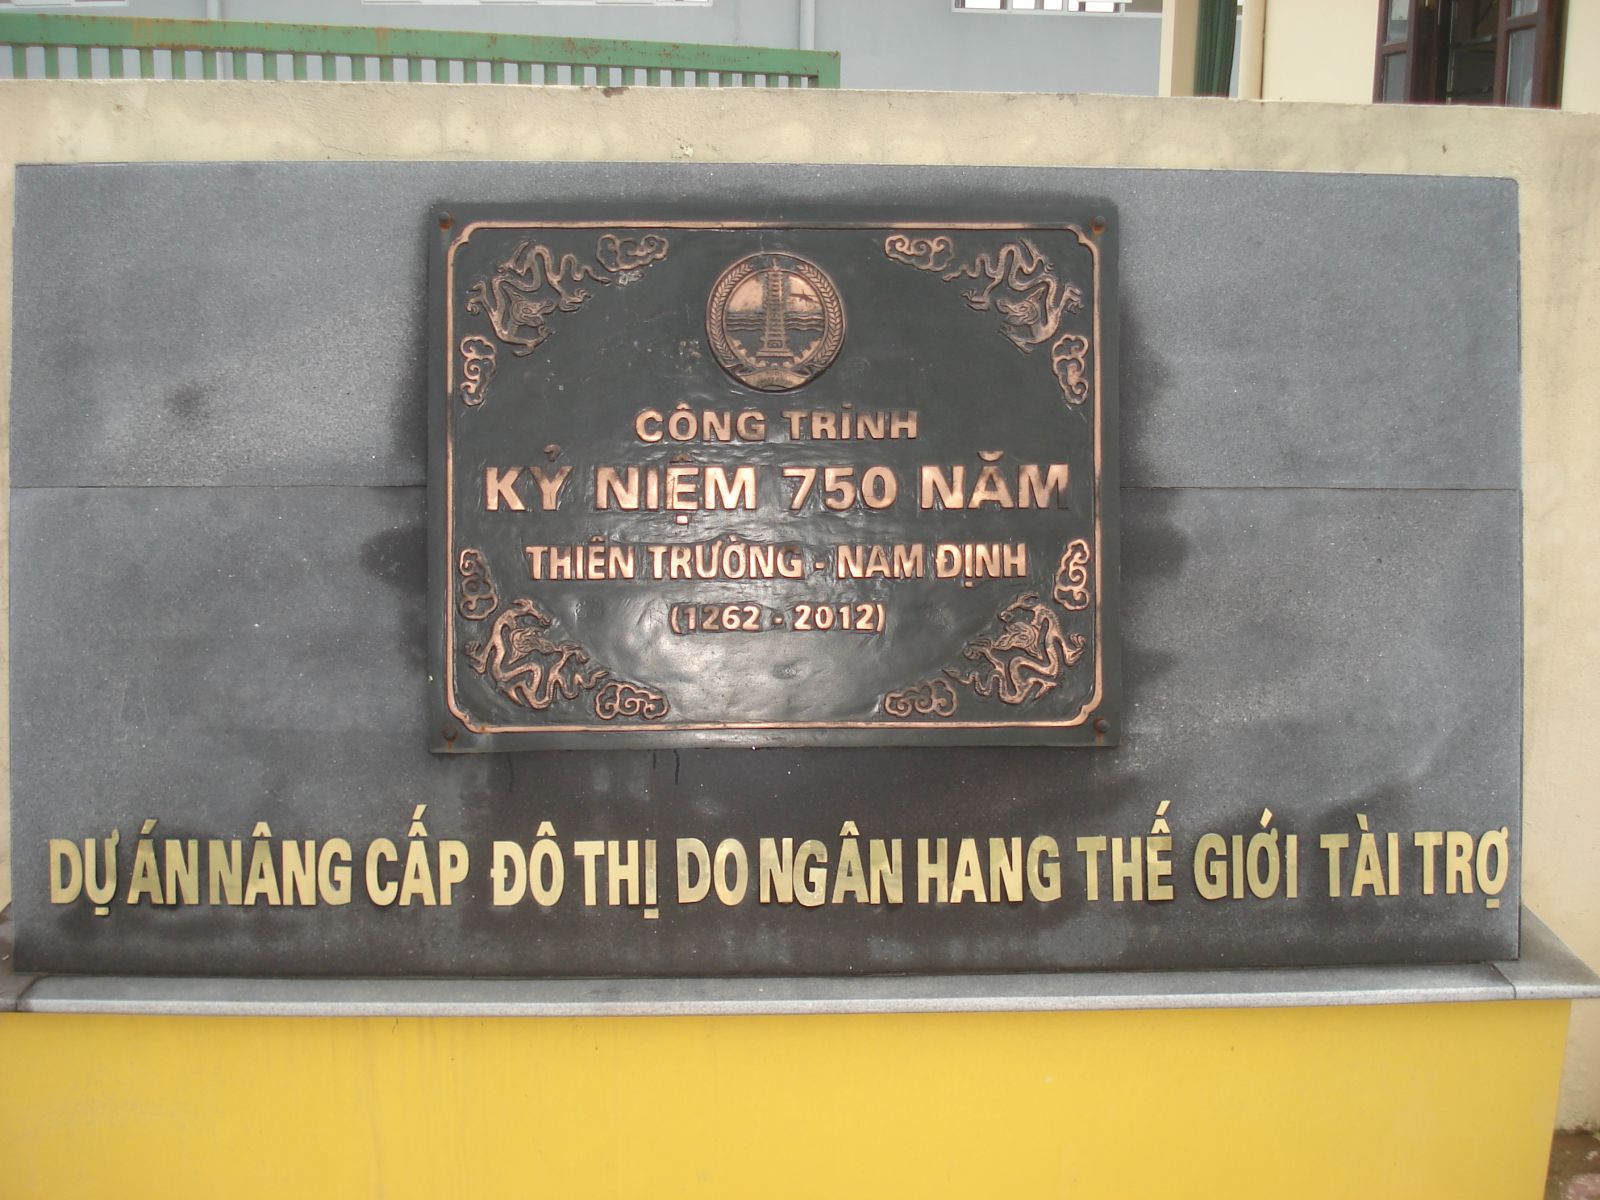 CÔNG TRÌNH
KỶ NIỆM 750 NĂM
THIÊN TRƯỜNG - NAM ĐỊNH
(1262 - 2012)
DỰ ÁN NÂNG CẤP ĐÔ THỊ DO NGÂN HANG THẾ GIỚI TÀI TRỢ